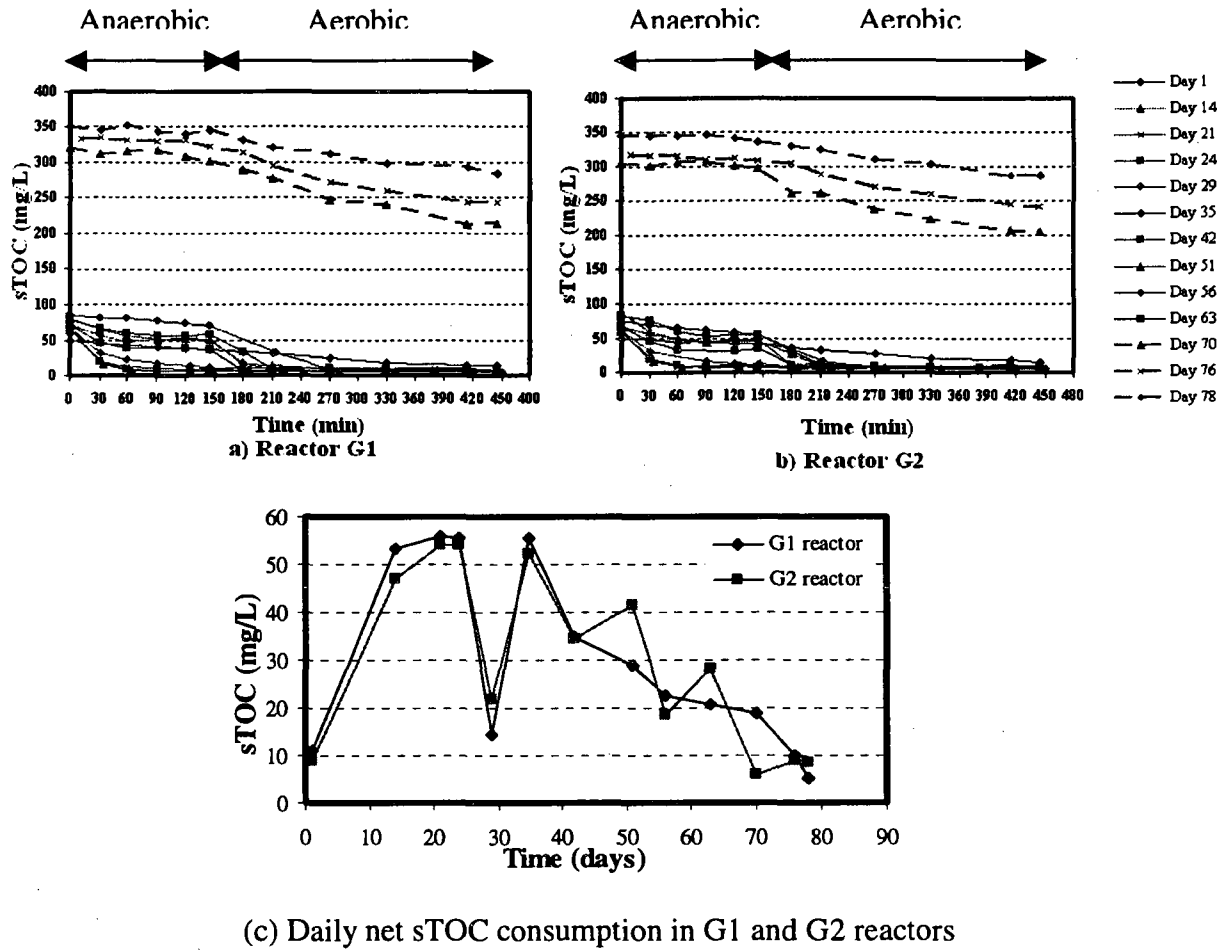 Anaerobic Aerobic
Anaerobic Aerobic
400
350
300
250
200
150
100
50
0
sTOC (mg/L)
0 30 60 90 120 150 180 210 240 270 300 330 360 390 420 450 400
Time (min)
a) Reactor G1
400
350
300
250
200
150
100
50
0
sTOC (mg/L)
0 30 60 90 120 150 180 210 240 270 300 330 360 390 420 450 480
Time (min)
b) Reactor G2
Day 1
Day 14
Day 21
Day 24
Day 29
Day 35
Day 42
Day 51
Day 56
Day 63
Day 70
Day 76
Day 78
60
50
40
30
20
10
0
sTOC (mg/L)
G1 reactor
G2 reactor
0 10 20 30 40 50 60 70 80 90
Time (days)
(c) Daily net sTOC consumption in G1 and G2 reactors